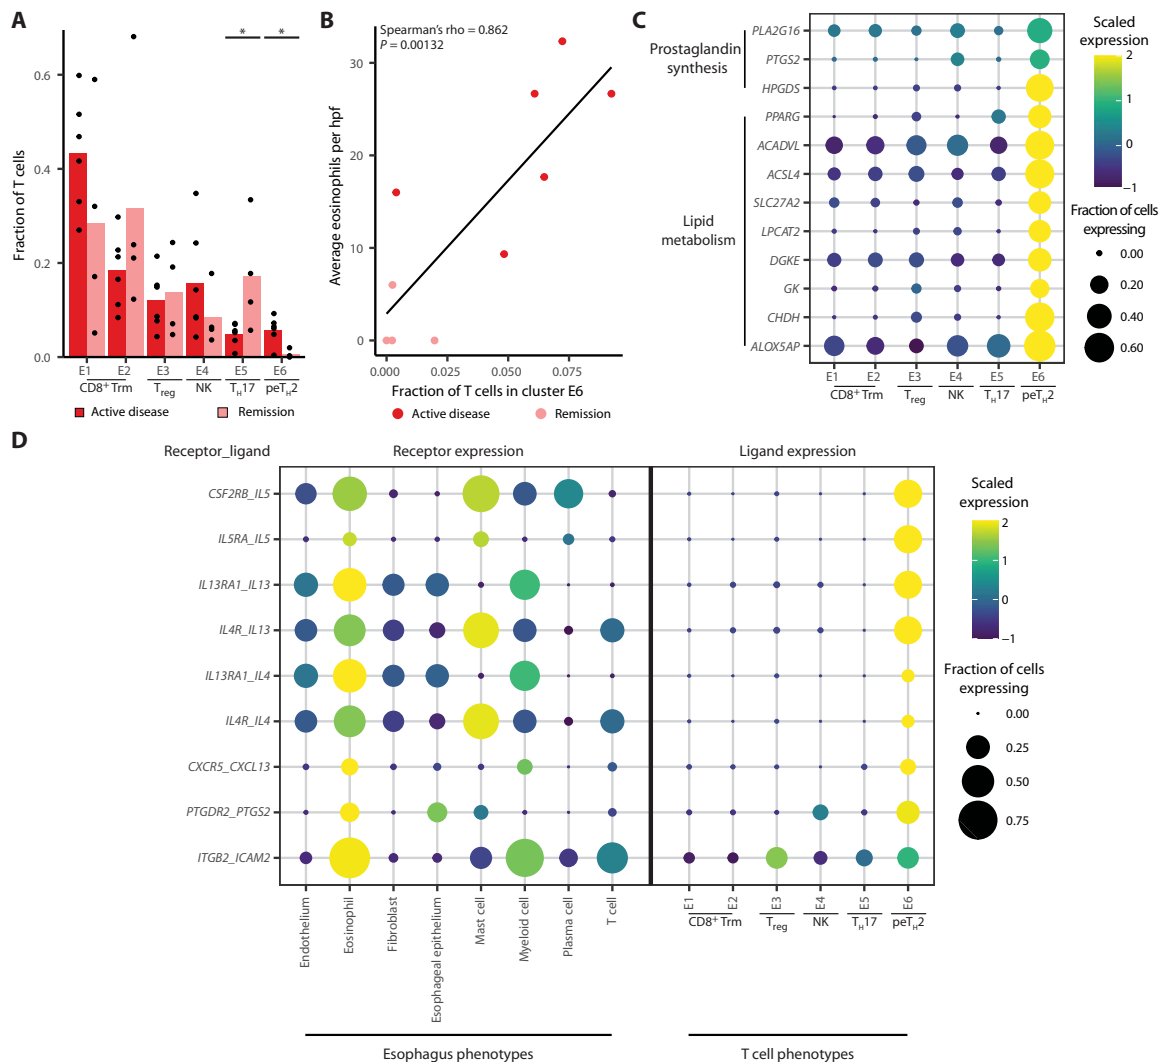 A
Fraction of T cells
0.6
0.4
0.2
0.0
*
*
E1
E2
E3
E4
E5
E6
CD8⁺ Trm
Treg
NK
TH17
peTH2
Active disease
Remission
B
Spearman's rho = 0.862
P = 0.00132
Average eosinophils per hpf
30
20
10
0
0.000
0.025
0.050
0.075
Fraction of T cells in cluster E6
Active disease
Remission
C
Prostaglandin
synthesis
Lipid
metabolism
PLA2G16
PTGS2
HPGDS
PPARG
ACADVL
ACSL4
SLC27A2
LPCAT2
DGKE
GK
CHDH
ALOX5AP
E1
E2
E3
E4
E5
E6
CD8⁺ Trm
Treg
NK
TH17
peTH2
Scaled
expression
2
1
0
−1
Fraction of cells
expressing
0.00
0.20
0.40
0.60
D
Receptor_ligand
Receptor expression
Ligand expression
CSF2RB_IL5
IL5RA_IL5
IL13RA1_IL13
IL4R_IL13
IL13RA1_IL4
IL4R_IL4
CXCR5_CXCL13
PTGDR2_PTGS2
ITGB2_ICAM2
Endothelium
Eosinophil
Fibroblast
Esophageal epithelium
Mast cell
Myeloid cell
Plasma cell
T cell
E1
E2
E3
E4
E5
E6
CD8⁺ Trm
Treg
NK
TH17
peTH2
Esophagus phenotypes
T cell phenotypes
Scaled
expression
2
1
0
−1
Fraction of cells
expressing
0.00
0.25
0.50
0.75